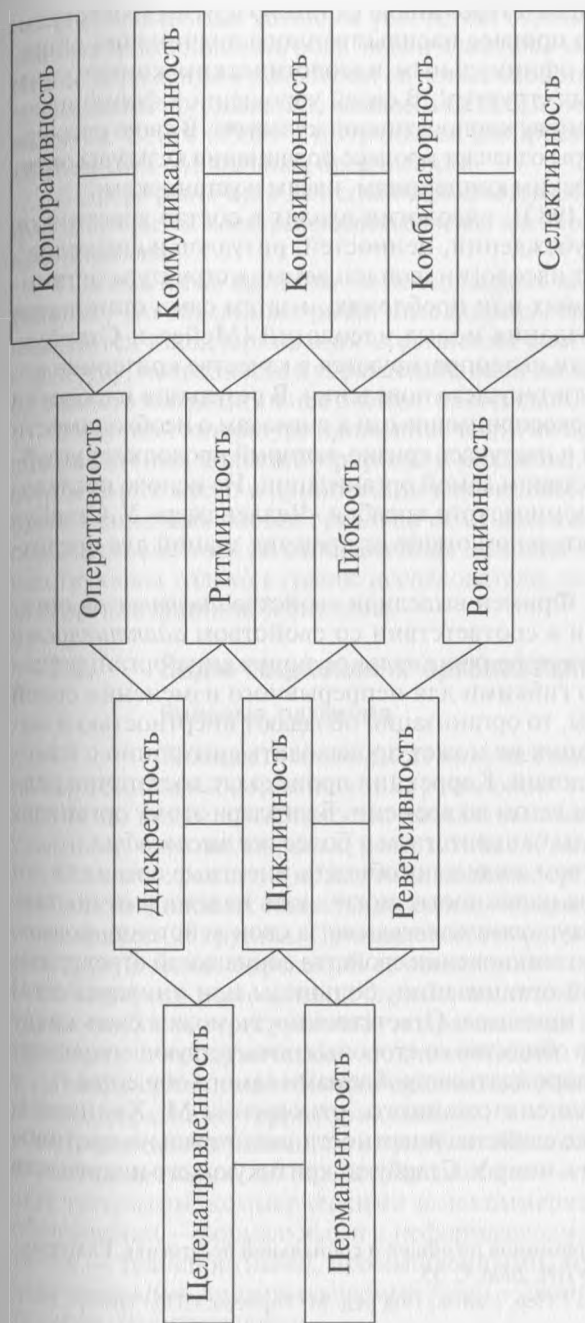 Целенаправленность
Перманентность
Дискретность
Цикличность
Реверсивность
Оперативность
Ритмичность
Гибкость
Ротационность
Корпоративность
Коммуникационность
Копозиционность
Комбинаторность
Селективность